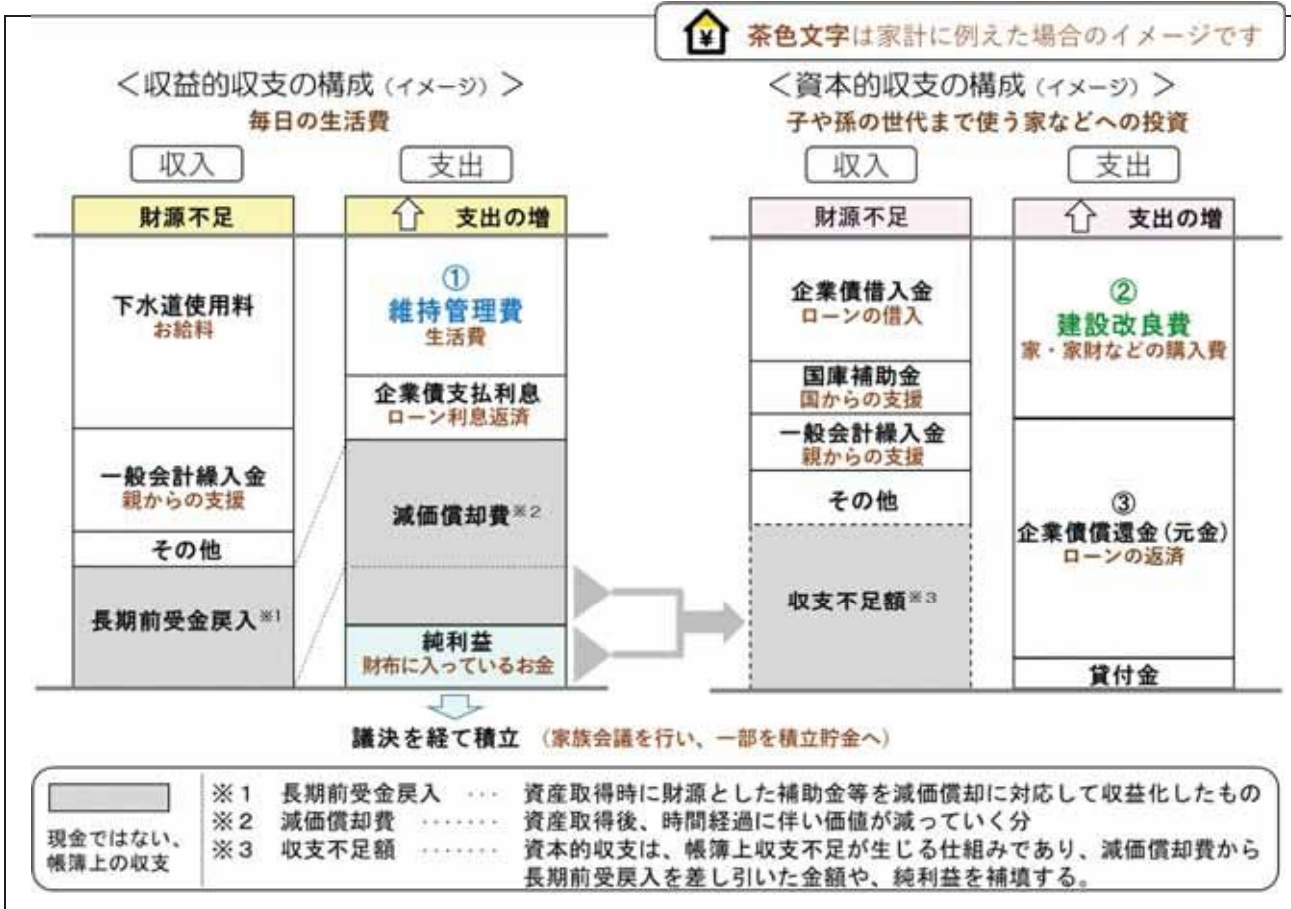 ¥ 茶色文字は家計に例えた場合のイメージです
＜収益的収支の構成（イメージ）＞
毎日の生活費
収入
支出
財源不足
支出の増
下水道使用料
お給料
一般会計繰入金
親からの支援
その他
長期前受金戻入※1
①
維持管理費
生活費
企業債支払利息
ローン利息返済
減価償却費※2
純利益
財布に入っているお金
議決を経て積立 （家族会議を行い、一部を積立貯金へ）
＜資本的収支の構成（イメージ）＞
子や孫の世代まで使う家などへの投資
収入
支出
財源不足
支出の増
企業債借入金
ローンの借入
国庫補助金
国からの支援
一般会計繰入金
親からの支援
その他
収支不足額※3
②
建設改良費
家・家財などの購入費
③
企業債償還金(元金)
ローンの返済
貸付金
現金ではない、
帳簿上の収支
※1 長期前受金戻入 … 資産取得時に財源とした補助金等を減価償却に対応して収益化したもの
※2 減価償却費 ……‥ 資産取得後、時間経過に伴い価値が減っていく分
※3 収支不足額 ……‥ 資本的収支は、帳簿上収支不足が生じる仕組みであり、減価償却費から
長期前受戻入を差し引いた金額や、純利益を補填する。